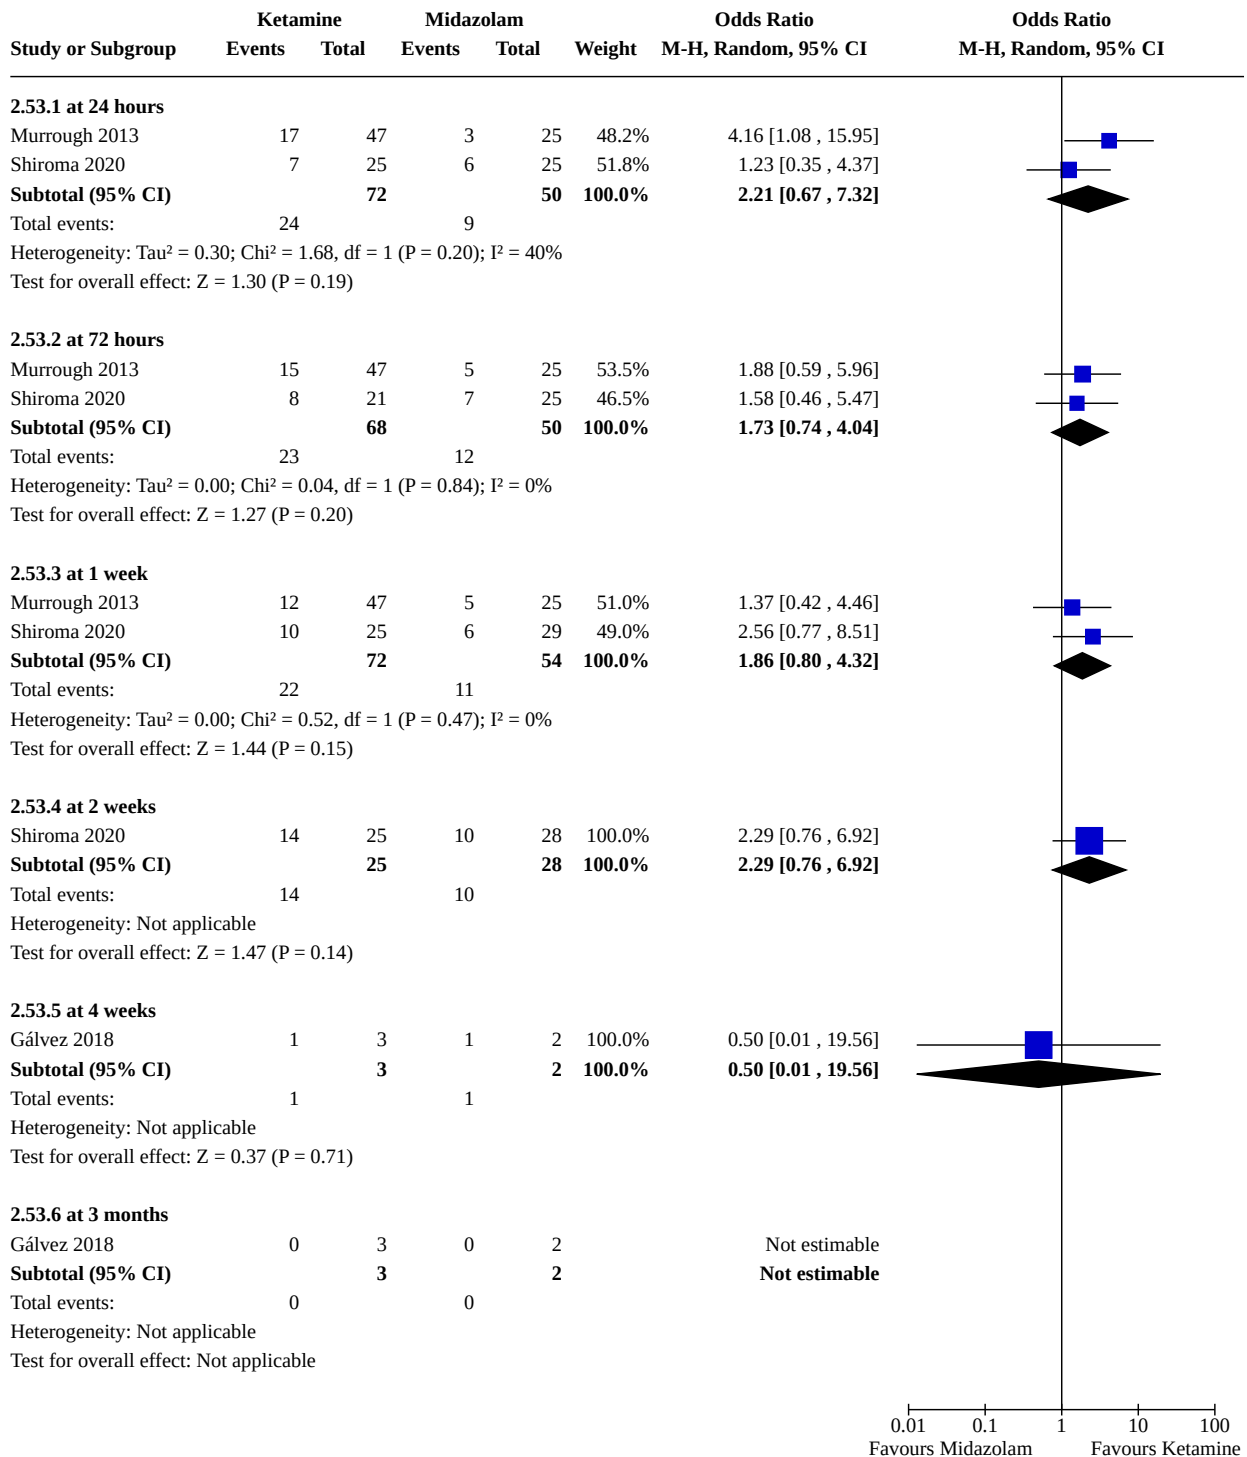 Ketamine Midazolam Odds Ratio Odds Ratio
Study or Subgroup Events Total Events Total Weight M-H, Random, 95% CI M-H, Random, 95% CI
2.53.1 at 24 hours
Murrough 2013 17 47 3 25 48.2% 4.16 [1.08 , 15.95]
Shiroma 2020 7 25 6 25 51.8% 1.23 [0.35 , 4.37]
Subtotal (95% CI) 72 50 100.0% 2.21 [0.67 , 7.32]
Total events: 24 9
Heterogeneity: Tau² = 0.30; Chi² = 1.68, df = 1 (P = 0.20); I² = 40%
Test for overall effect: Z = 1.30 (P = 0.19)
2.53.2 at 72 hours
Murrough 2013 15 47 5 25 53.5% 1.88 [0.59 , 5.96]
Shiroma 2020 8 21 7 25 46.5% 1.58 [0.46 , 5.47]
Subtotal (95% CI) 68 50 100.0% 1.73 [0.74 , 4.04]
Total events: 23 12
Heterogeneity: Tau² = 0.00; Chi² = 0.04, df = 1 (P = 0.84); I² = 0%
Test for overall effect: Z = 1.27 (P = 0.20)
2.53.3 at 1 week
Murrough 2013 12 47 5 25 51.0% 1.37 [0.42 , 4.46]
Shiroma 2020 10 25 6 29 49.0% 2.56 [0.77 , 8.51]
Subtotal (95% CI) 72 54 100.0% 1.86 [0.80 , 4.32]
Total events: 22 11
Heterogeneity: Tau² = 0.00; Chi² = 0.52, df = 1 (P = 0.47); I² = 0%
Test for overall effect: Z = 1.44 (P = 0.15)
2.53.4 at 2 weeks
Shiroma 2020 14 25 10 28 100.0% 2.29 [0.76 , 6.92]
Subtotal (95% CI) 25 28 100.0% 2.29 [0.76 , 6.92]
Total events: 14 10
Heterogeneity: Not applicable
Test for overall effect: Z = 1.47 (P = 0.14)
2.53.5 at 4 weeks
Gálvez 2018 1 3 1 2 100.0% 0.50 [0.01 , 19.56]
Subtotal (95% CI) 3 2 100.0% 0.50 [0.01 , 19.56]
Total events: 1 1
Heterogeneity: Not applicable
Test for overall effect: Z = 0.37 (P = 0.71)
2.53.6 at 3 months
Gálvez 2018 0 3 0 2 Not estimable
Subtotal (95% CI) 3 2 Not estimable
Total events: 0 0
Heterogeneity: Not applicable
Test for overall effect: Not applicable
0.01 0.1 1 10 100
Favours Midazolam Favours Ketamine